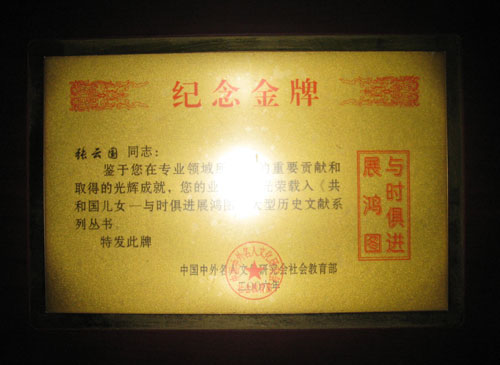 纪念金牌
张云国 同志：
鉴于您在专业领域 重要贡献和
取得的光辉成就，您的业 光荣载入《共
和国儿女—与时俱进展鸿图 大型历史文献系
列丛书
特发此牌
与时俱进
展鸿图
中国中外名人文 研究会社会教育部